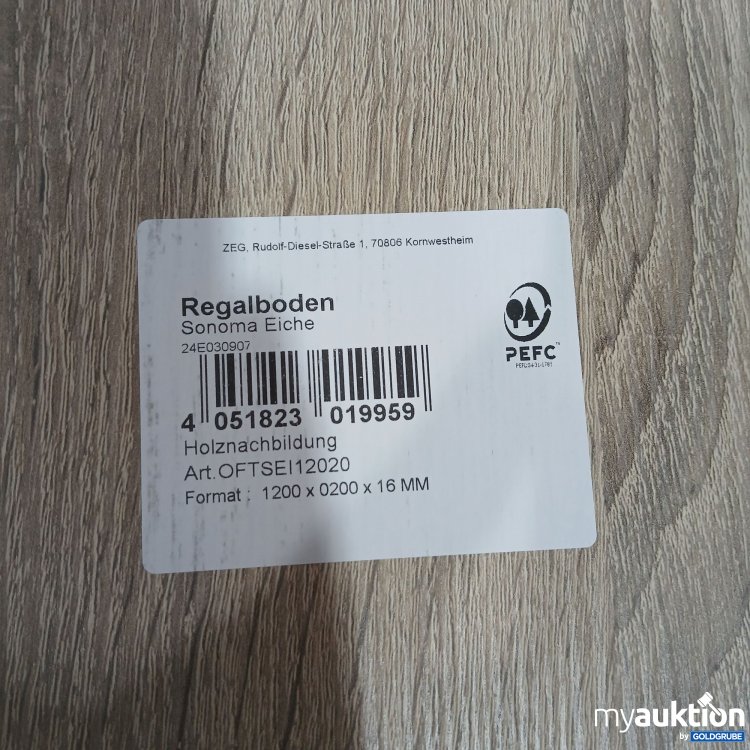 ZEG, Rudolf-Diesel-Straße 1, 70806 Kornwestheim
Regalboden
Sonoma Eiche
24E030907
4 051823 019959
Holznachbildung
Art.OFTSEI12020
Format : 1200 x 0200 x 16 MM
PEFC™
myauktion
by GOLDGRUBE